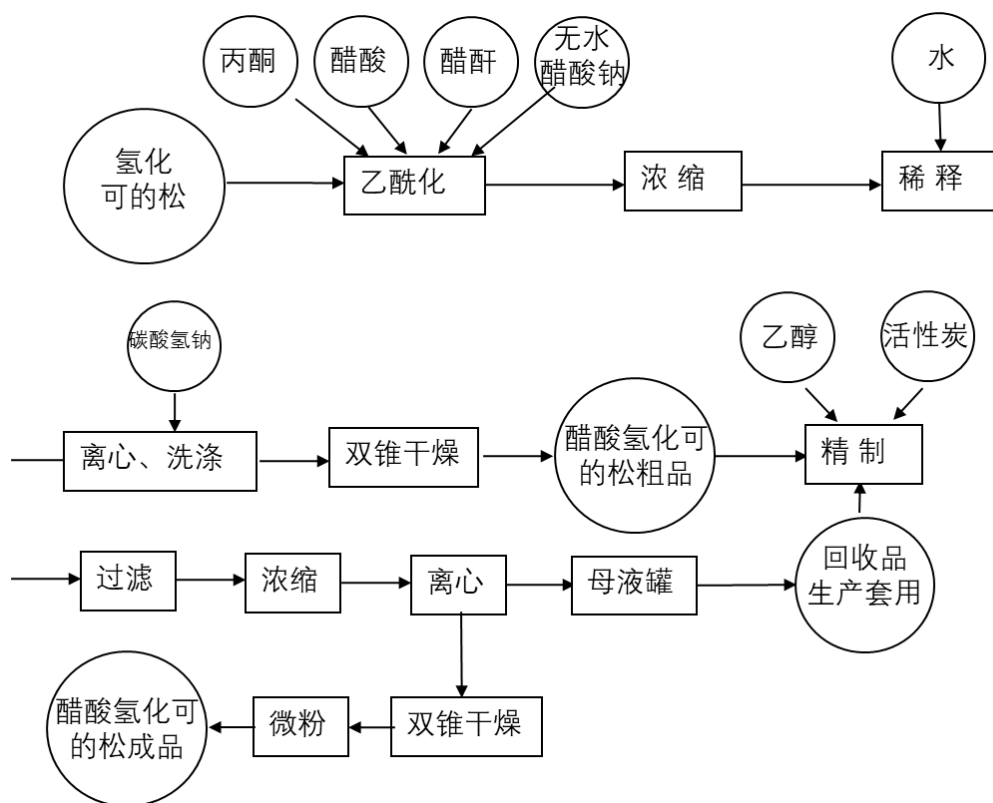 丙酮
醋酸
醋酐
无水
醋酸钠
水
氢化
可的松
乙酰化
浓 缩
稀 释
碳酸氢钠
乙醇
活性炭
离心、洗涤
双锥干燥
醋酸氢化可
的松粗品
精 制
过滤
浓缩
离心
母液罐
回收品
生产套用
醋酸氢化可
的松成品
微粉
双锥干燥